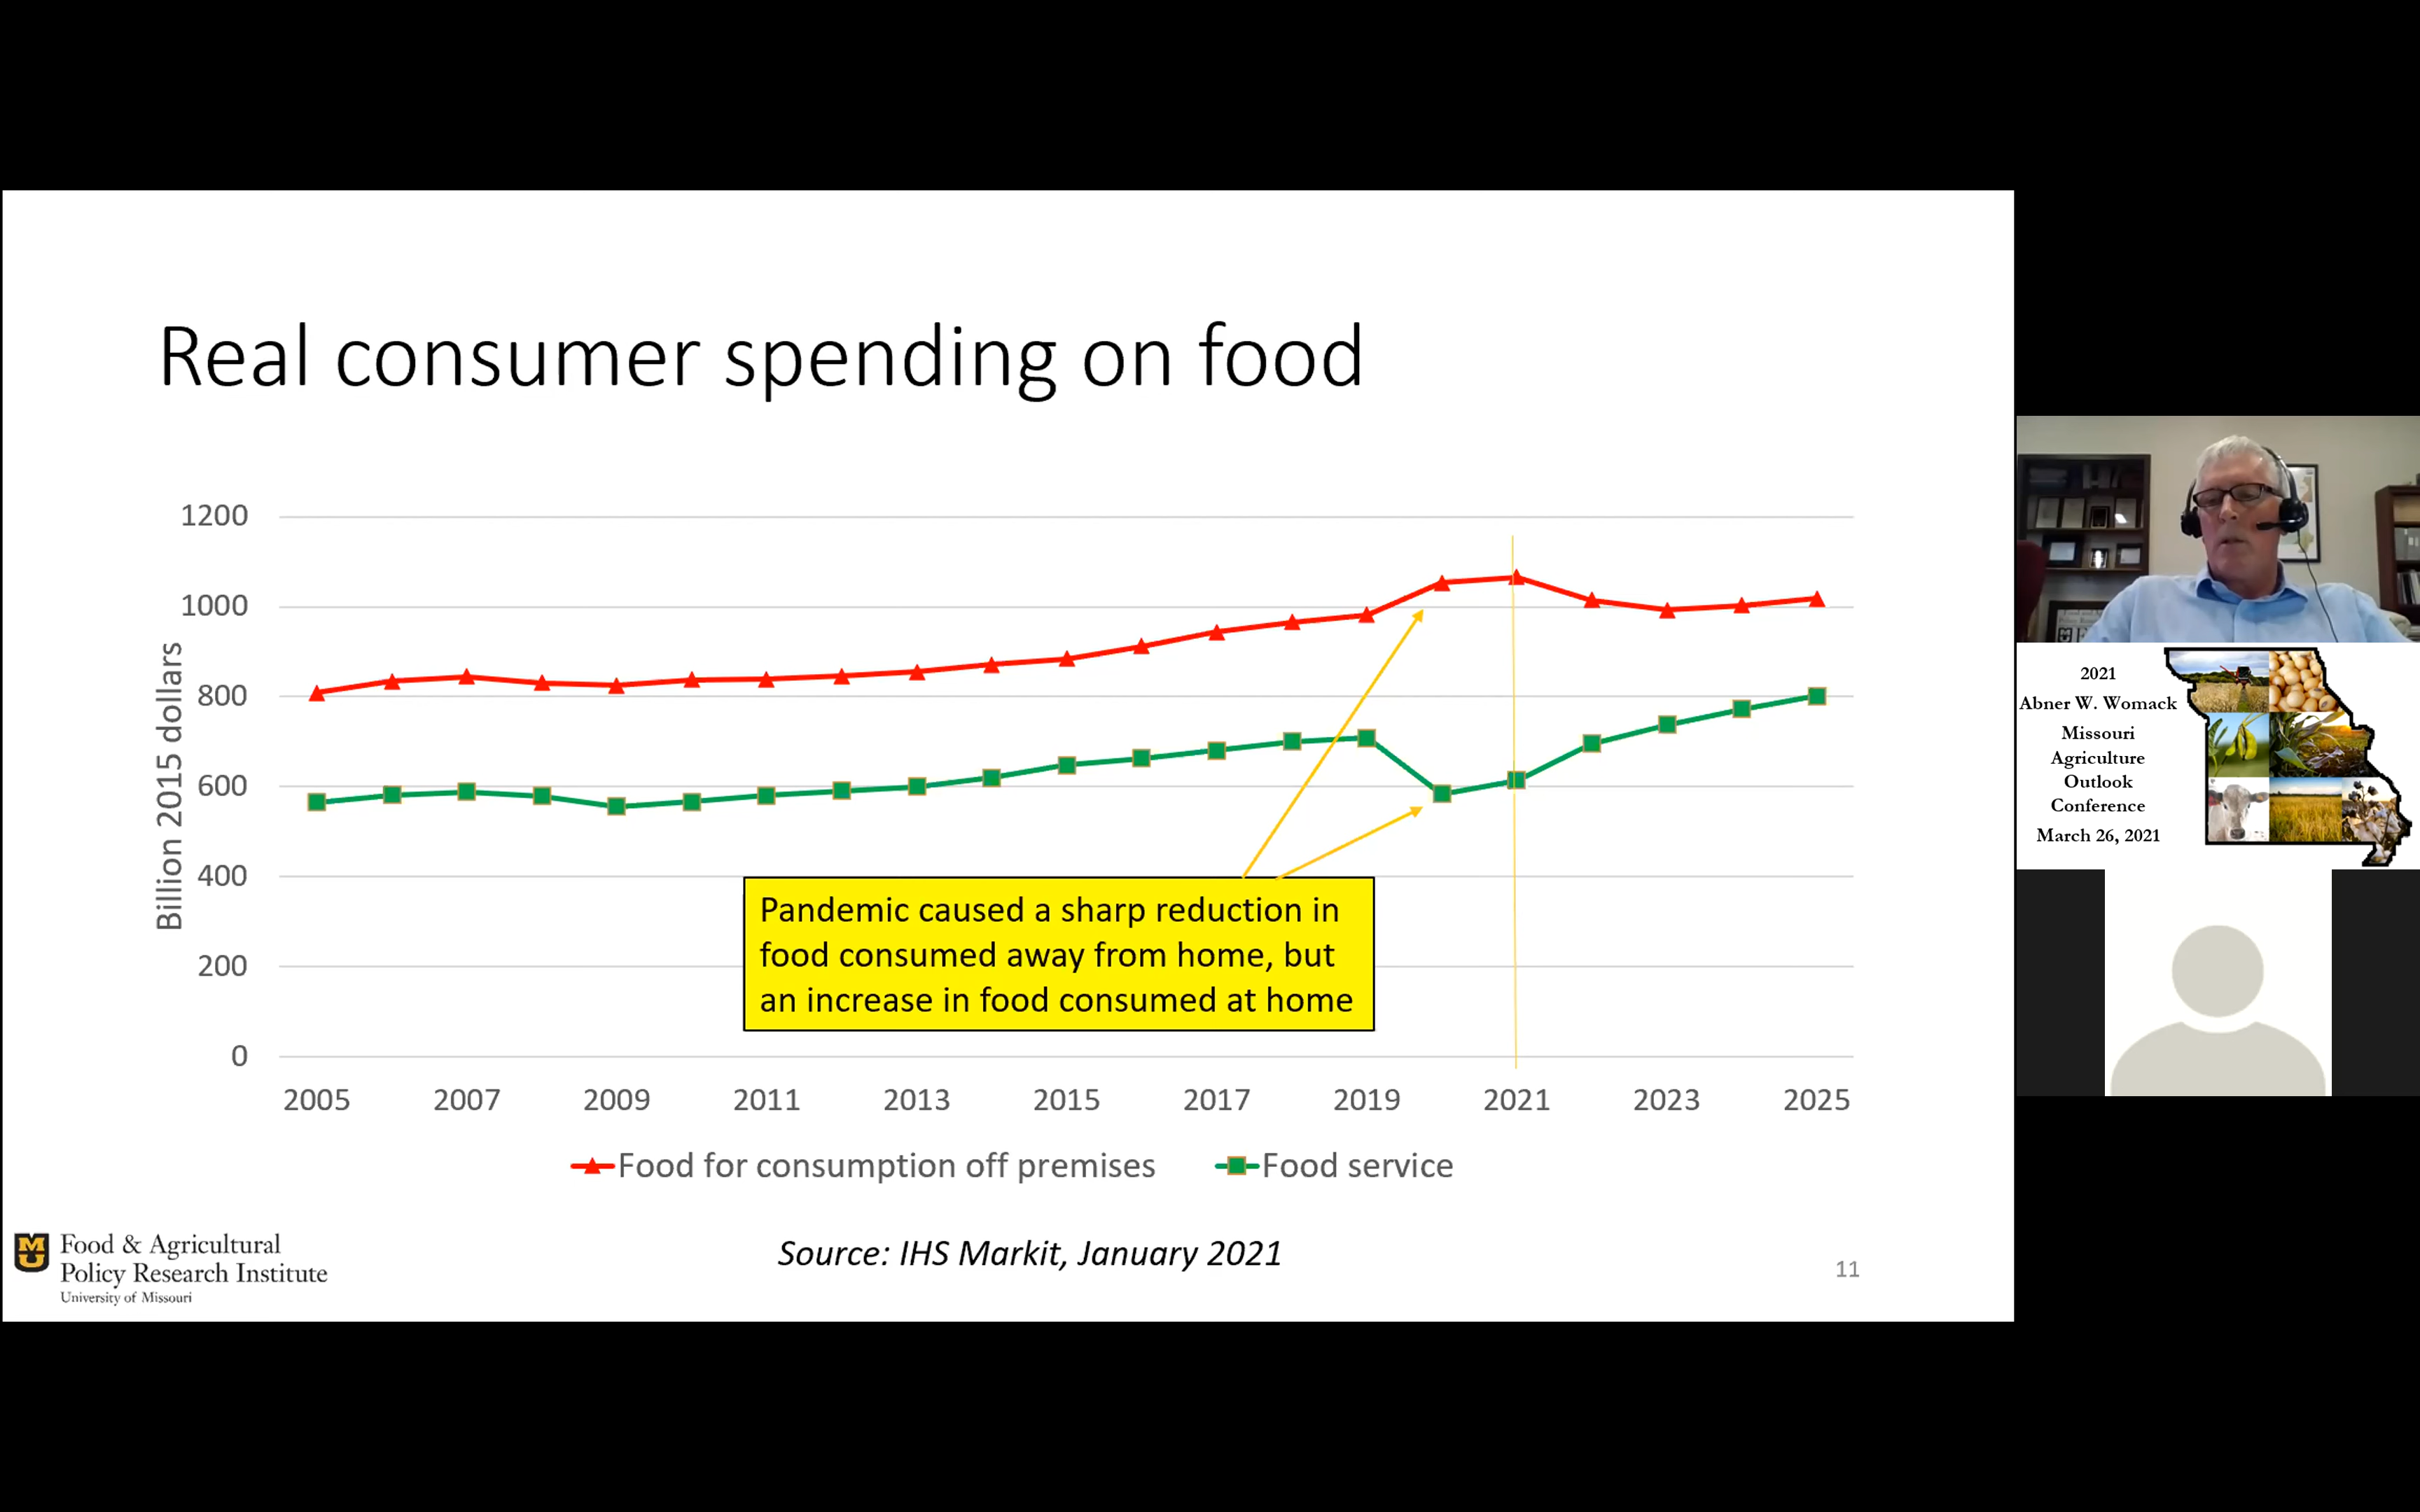 Real consumer spending on food
Billion 2015 dollars
1200
1000
800
600
400
200
0
Pandemic caused a sharp reduction in
food consumed away from home, but
an increase in food consumed at home
2005 2007 2009 2011 2013 2015 2017 2019 2021 2023 2025
Food for consumption off premises Food service
Source: IHS Markit, January 2021
MU
Food & Agricultural
Policy Research Institute
University of Missouri
11
2021
Abner W. Womack
Missouri
Agriculture
Outlook
Conference
March 26, 2021